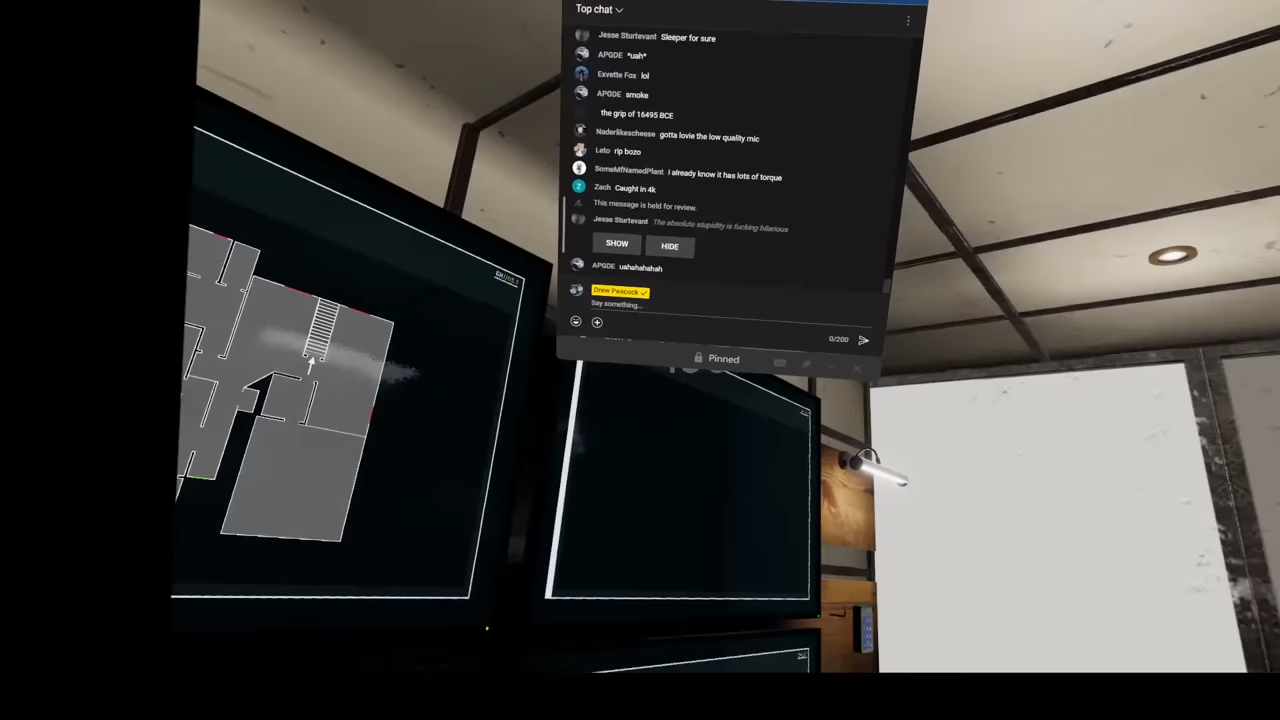 Top chat
Jesse Sturtevant Sleeper for sure
APGDE *uah*
Exvette Fox lol
APGDE smoke
the grip of 16495 BCE
Naderlikescheese gotta lovie the low quality mic
Leto rip bozo
SomeMfNamedPlant I already know it has lots of torque
Z Zach Caught in 4k
This message is held for review.
Jesse Sturtevant The absolute stupidity is fucking hilarious
SHOW HIDE
APGDE uahahahahah
Drew Peacock
Say something...
0/200
Pinned